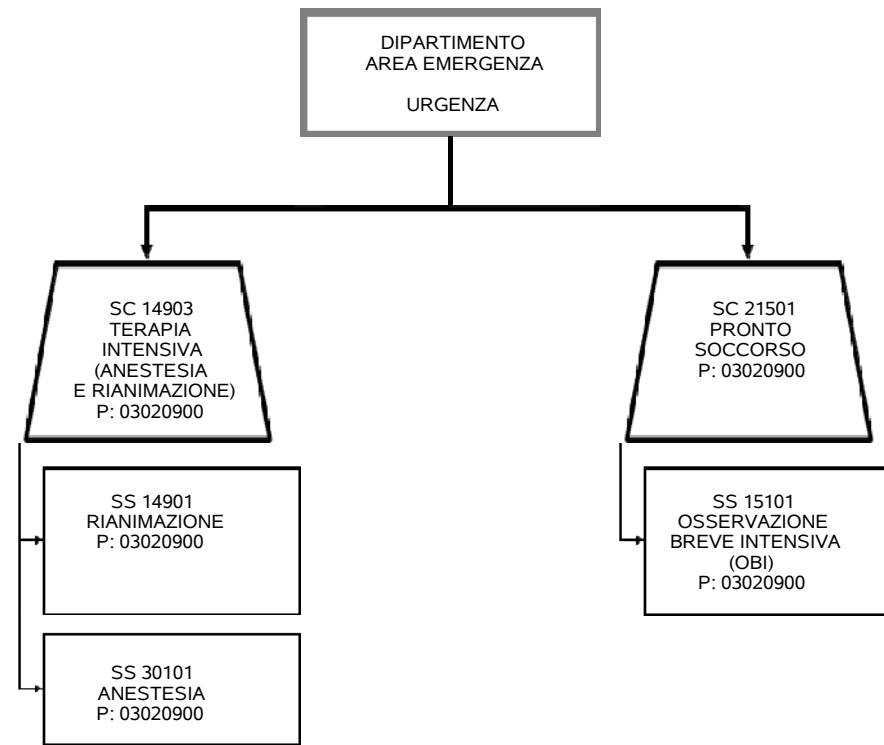 DIPARTIMENTO
AREA EMERGENZA
URGENZA
SC 14903
TERAPIA
INTENSIVA
(ANESTESIA
E RIANIMAZIONE)
P: 03020900
SC 21501
PRONTO
SOCCORSO
P: 03020900
SS 14901
RIANIMAZIONE
P: 03020900
SS 15101
OSSERVAZIONE
BREVE INTENSIVA
(OBI)
P: 03020900
SS 30101
ANESTESIA
P: 03020900